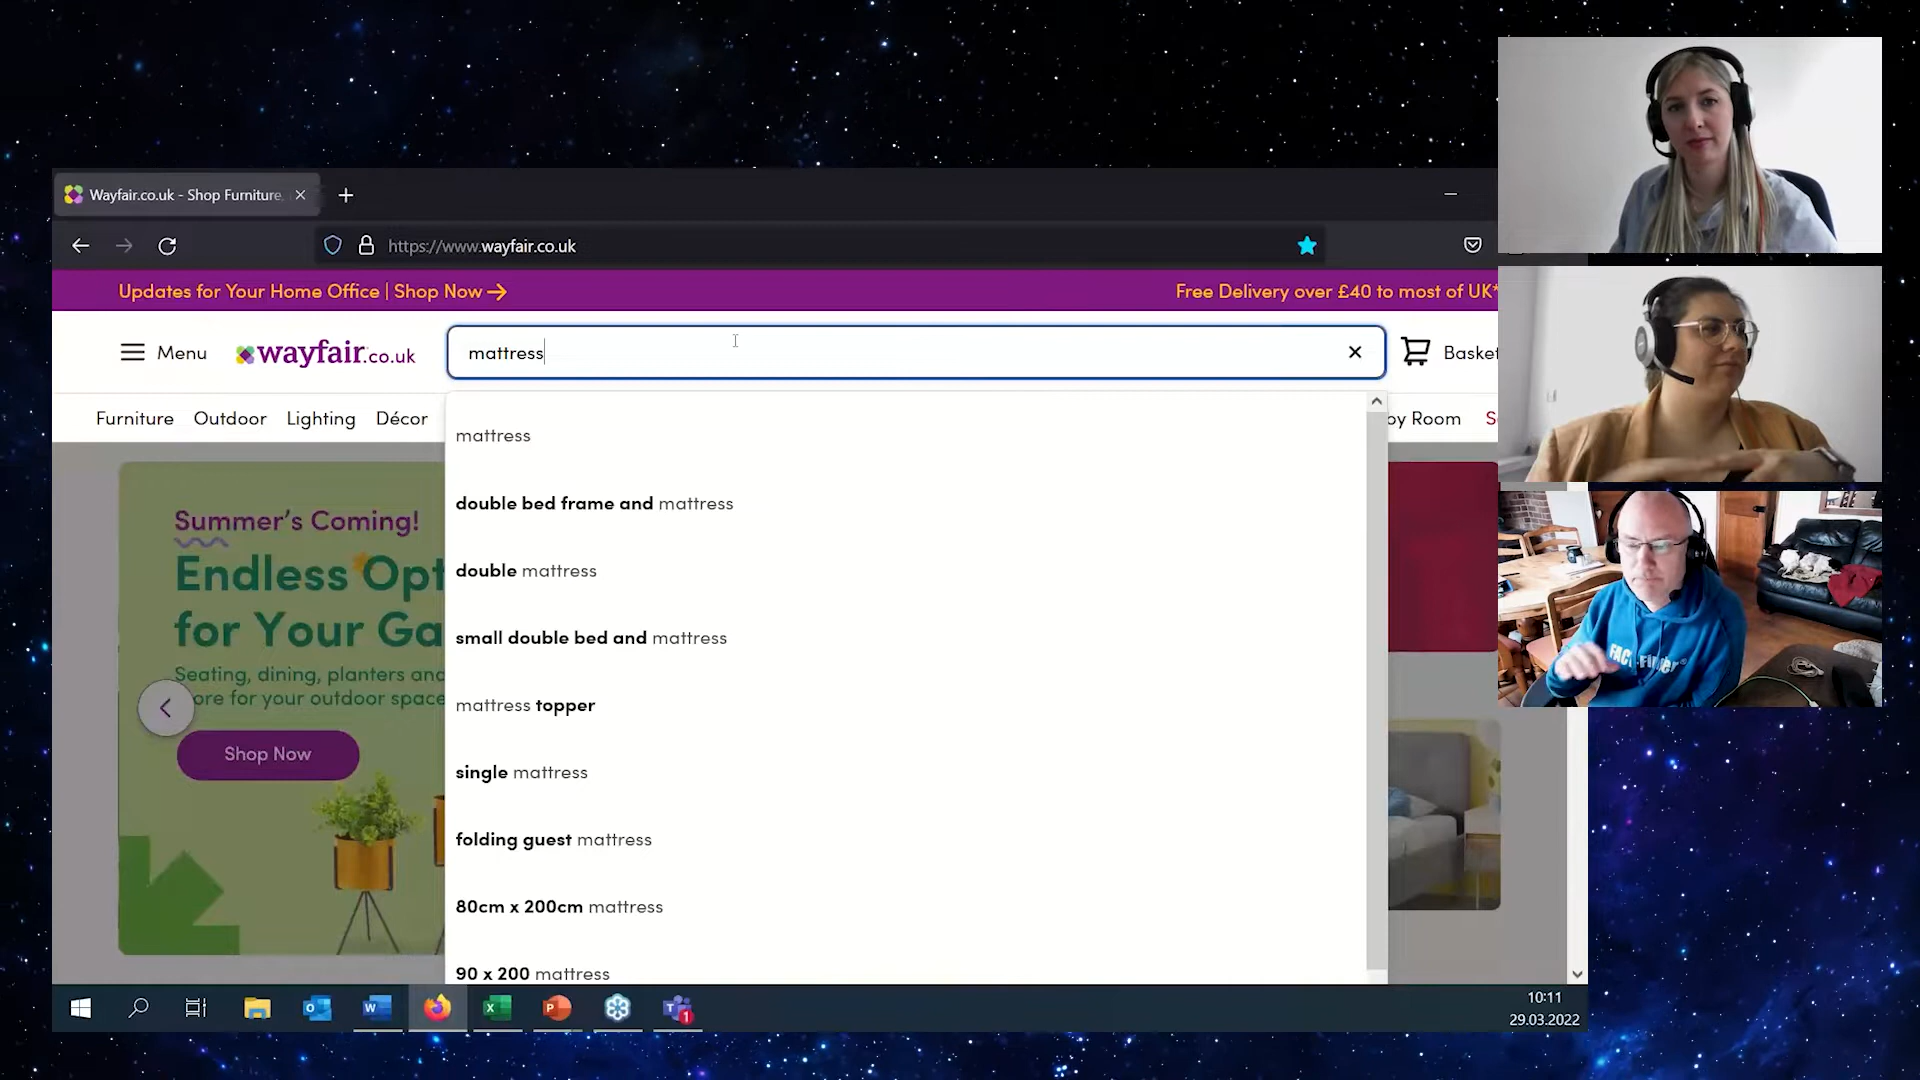 Wayfair.co.uk - Shop Furniture,
https://www.wayfair.co.uk
Updates for Your Home Office | Shop Now →
Free Delivery over £40 to most of UK*
Menu
wayfair.co.uk
mattress
Basket
Furniture Outdoor Lighting Décor
by Room
mattress
double bed frame and mattress
double mattress
small double bed and mattress
mattress topper
single mattress
folding guest mattress
80cm x 200cm mattress
90 x 200 mattress
Summer's Coming!
Endless Opt
for Your Ga
Seating, dining, planters and
ore for your outdoor space
Shop Now
FACT-Finder®
10:11
29.03.2022
1